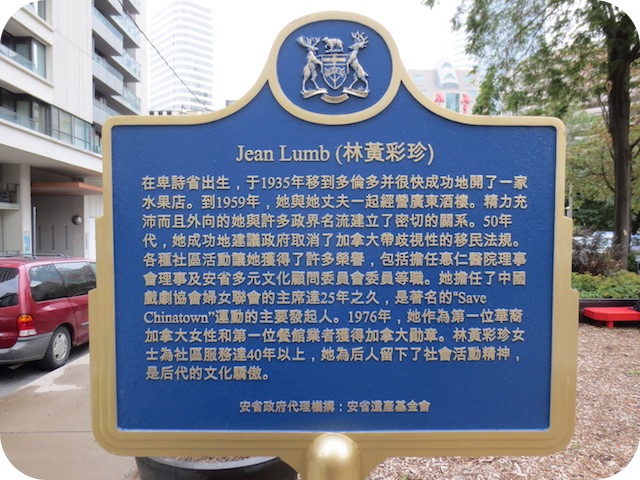 Jean Lumb (林黃彩珍)
在卑詩省出生，于1935年移到多倫多并很快成功地開了一家
水果店。到1959年，她與她丈夫一起經營廣東酒樓。精力充
沛而且外向的她與許多政界名流建立了密切的關系。50年
代，她成功地建議政府取消了加拿大帶歧視性的移民法規。
各種社區活動讓她獲得了許多榮譽，包括擔任惠仁醫院理事
會理事及安省多元文化顧問委員會委員等職。她擔任了中國
戲劇協會婦女聯會的主席達25年之久，是著名的"Save
Chinatown"運動的主要發起人。1976年，她作為第一位華裔
加拿大女性和第一位餐館業者獲得加拿大勛章。林黃彩珍女
士為社區服務達40年以上，她為后人留下了社會活動精神，
是后代的文化驕傲。
安省政府代理機搆：安省遺産基金會